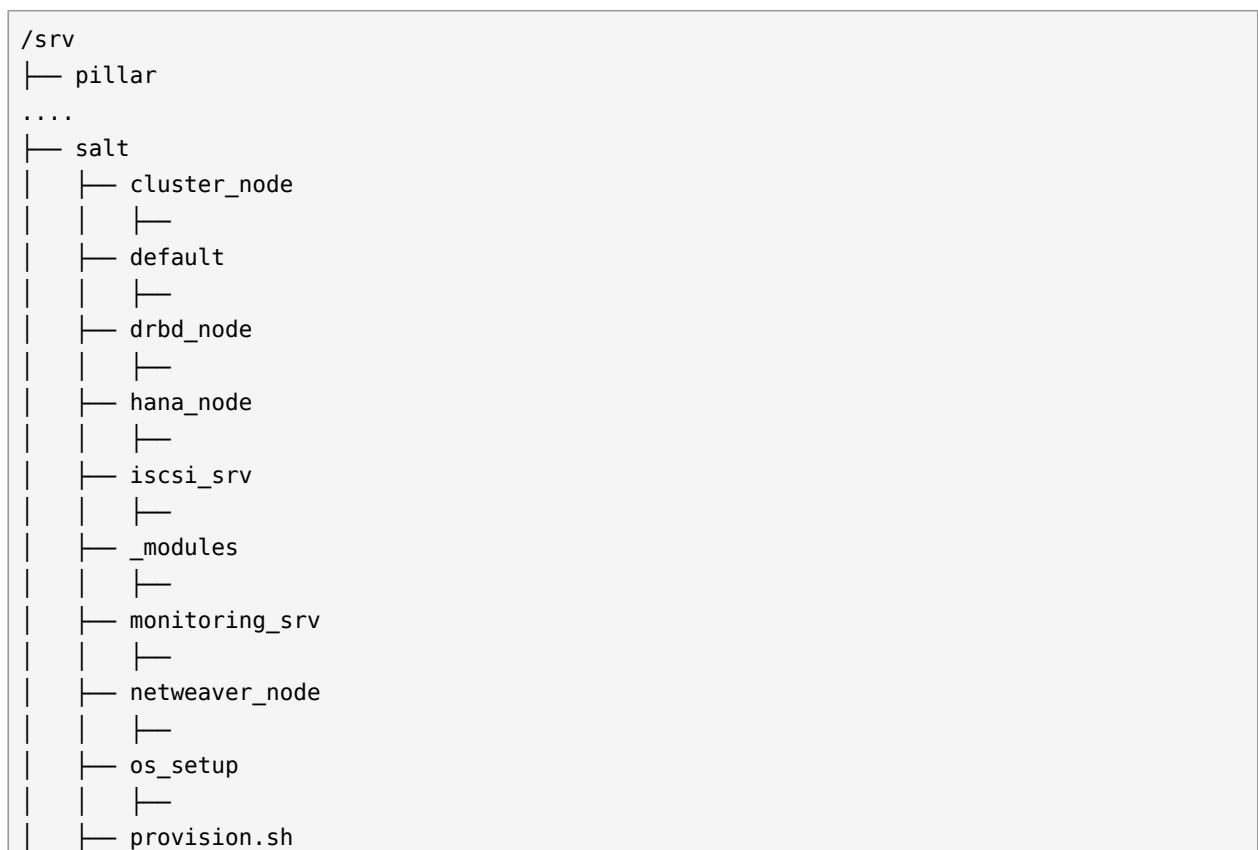 /srv
├── pillar
....
├── salt
│   ├── cluster_node
│   │   ├──
│   ├── default
│   │   ├──
│   ├── drbd_node
│   │   ├──
│   ├── hana_node
│   │   ├──
│   ├── iscsi_srv
│   │   ├──
│   ├── _modules
│   │   ├──
│   ├── monitoring_srv
│   │   ├──
│   ├── netweaver_node
│   │   ├──
│   ├── os_setup
│   │   ├──
│   ├── provision.sh